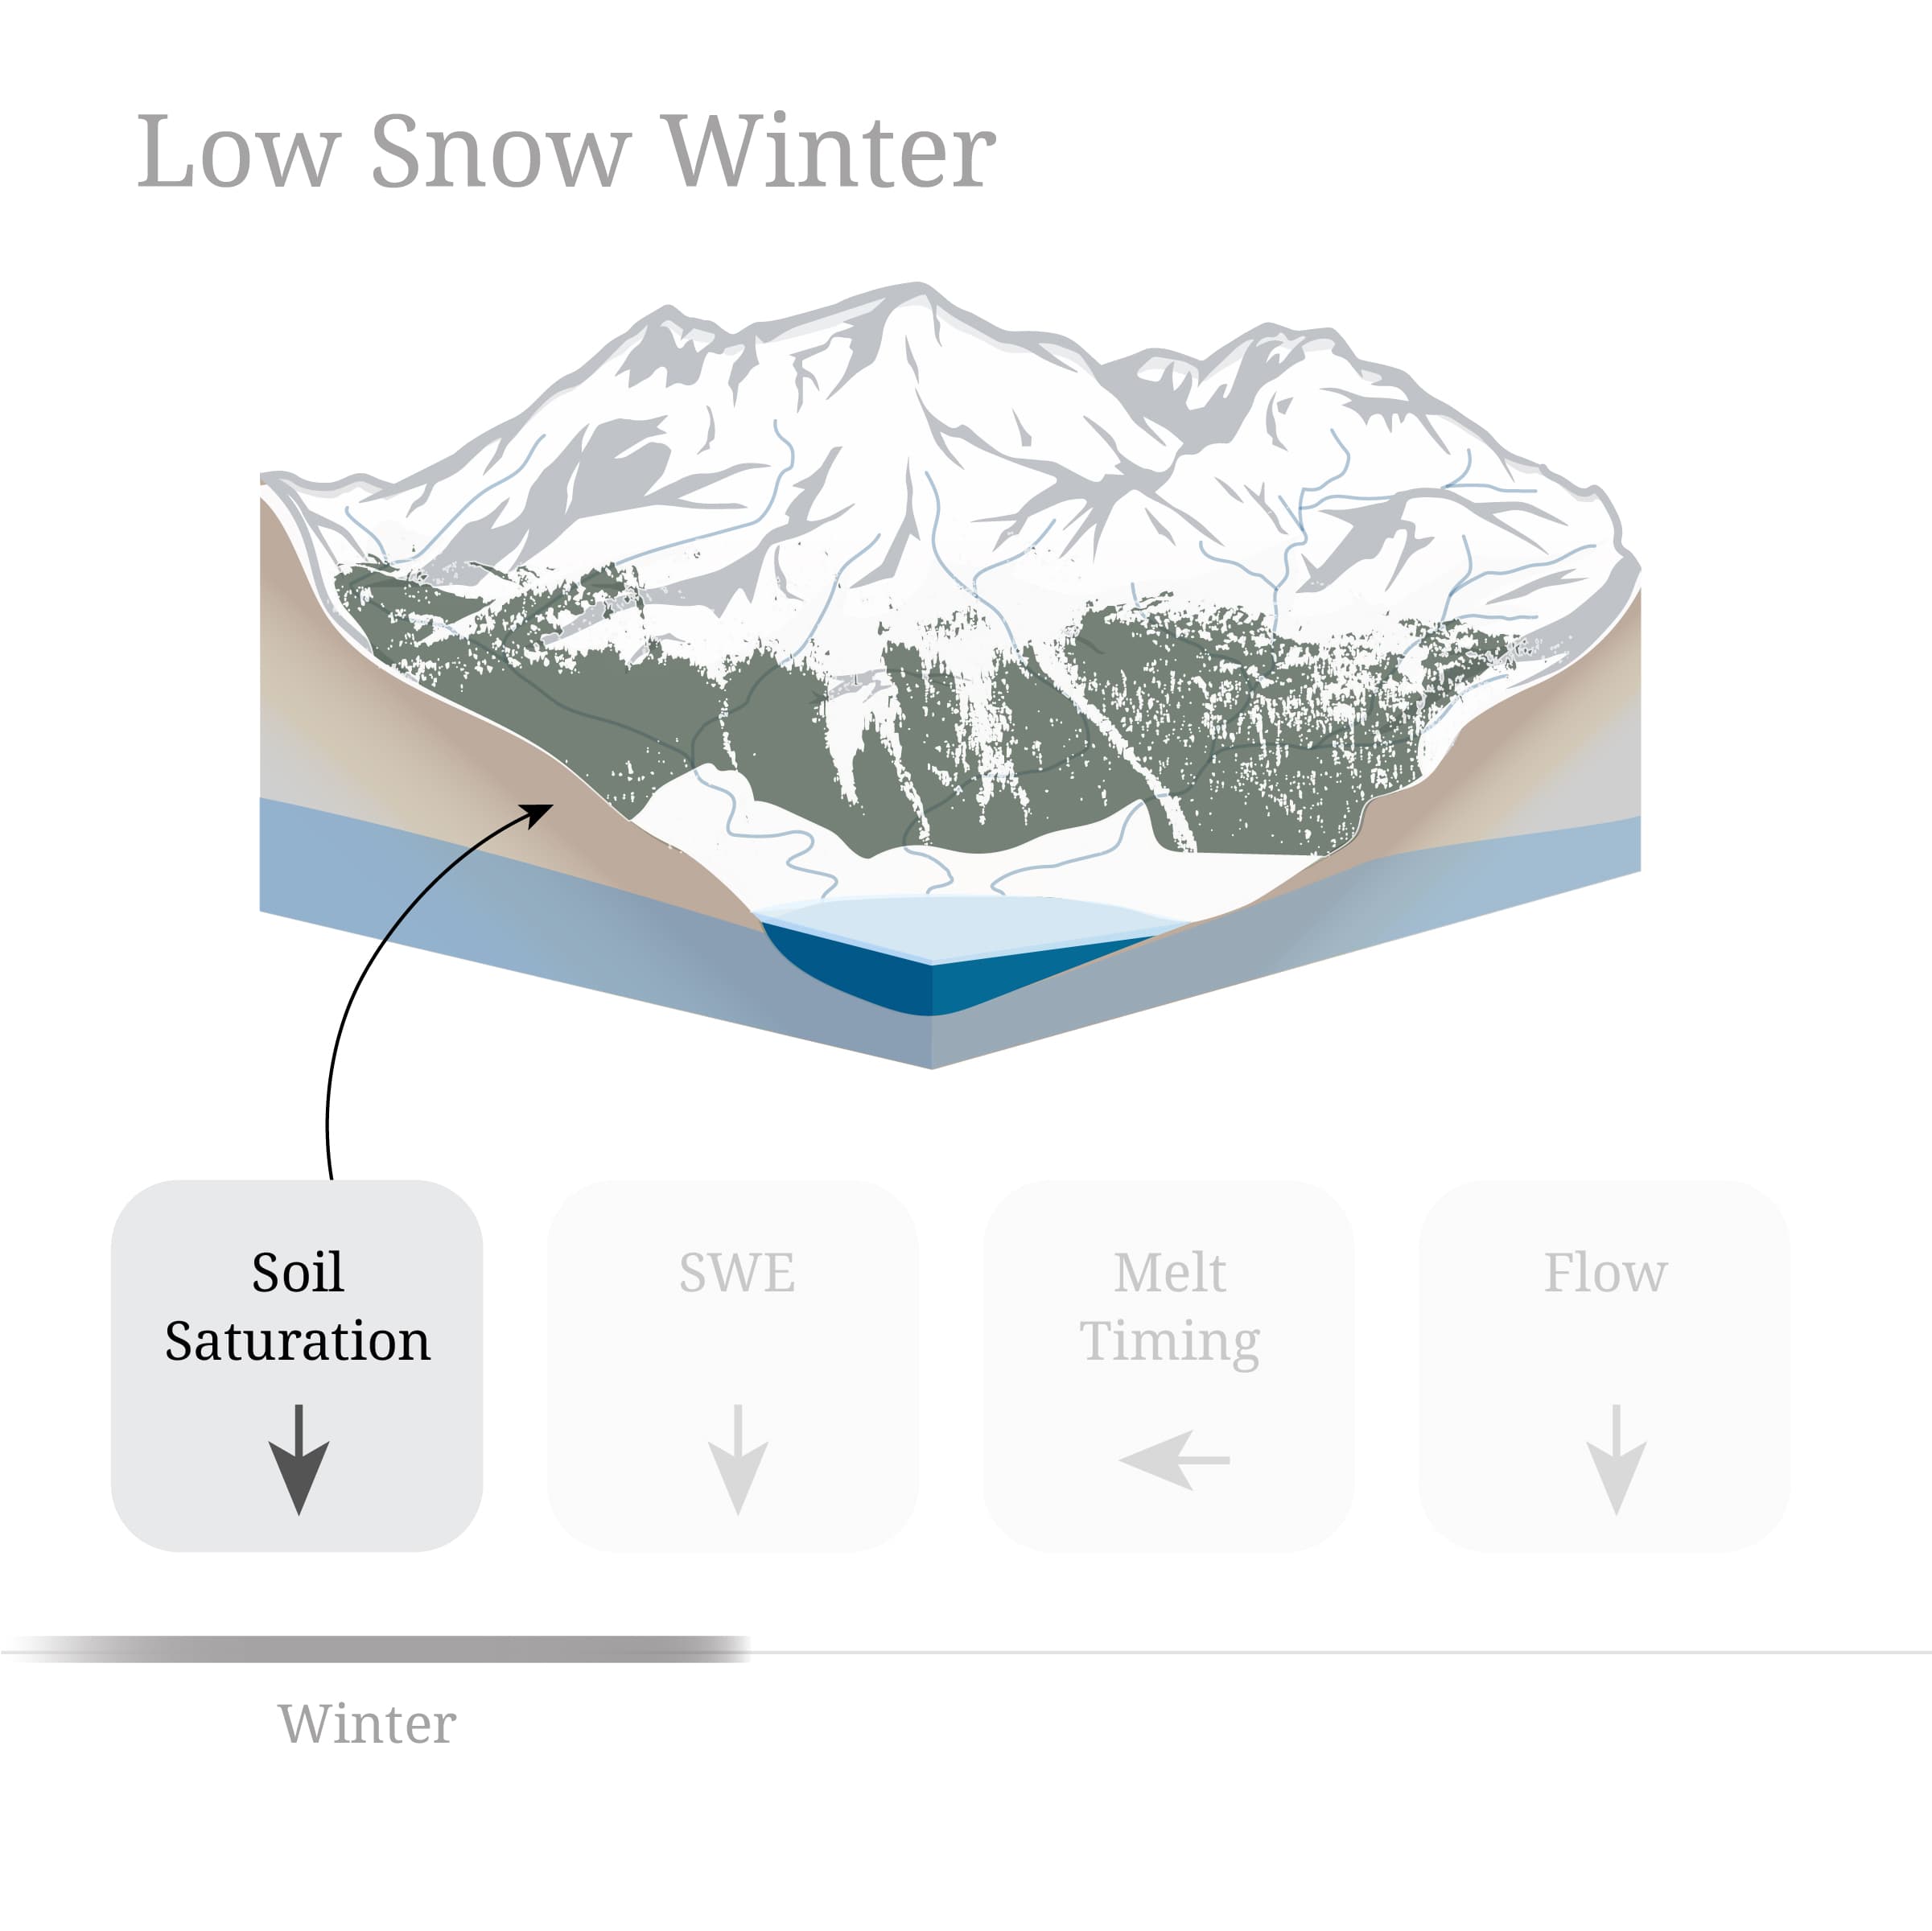 Low Snow Winter
Soil
Saturation
SWE
Melt
Timing
Flow
Winter